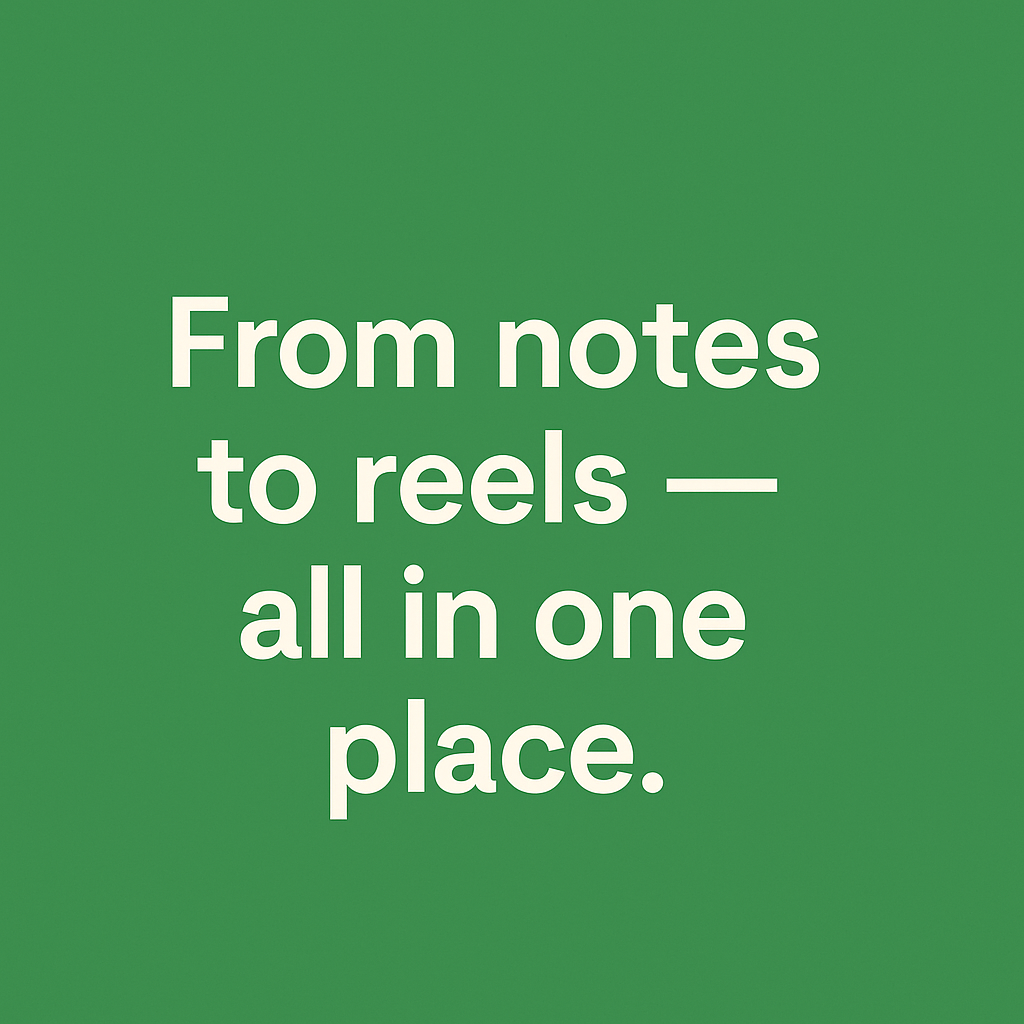 From notes
to reels —
all in one
place.